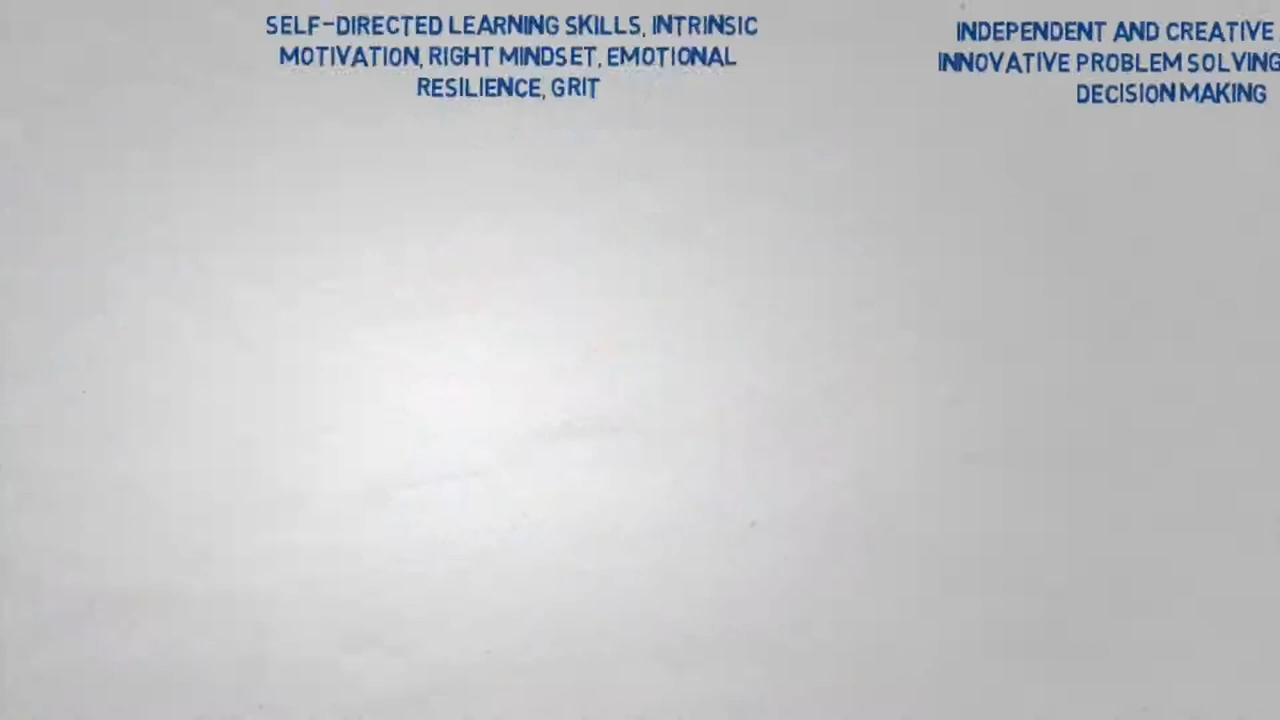 SELF-DIRECTED LEARNING SKILLS, INTRINSIC
MOTIVATION, RIGHT MINDSET, EMOTIONAL
RESILIENCE, GRIT
INDEPENDENT AND CREATIVE
INNOVATIVE PROBLEM SOLVING
DECISION MAKING